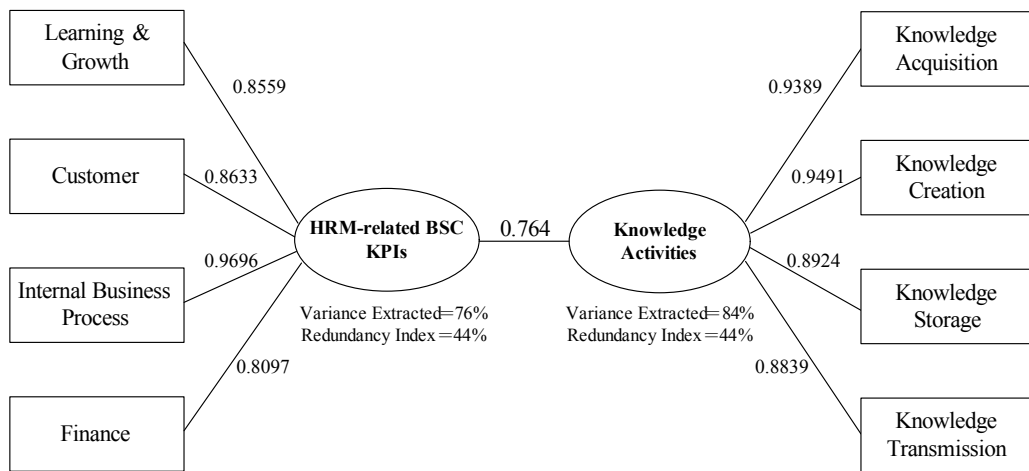 Learning &
Growth
0.8559
Customer
0.8633
Internal Business
Process
0.9696
Finance
0.8097
HRM-related BSC
KPIs
Variance Extracted=76%
Redundancy Index=44%
0.764
Knowledge
Activities
Variance Extracted=84%
Redundancy Index=44%
Knowledge
Acquisition
0.9389
Knowledge
Creation
0.9491
Knowledge
Storage
0.8924
Knowledge
Transmission
0.8839